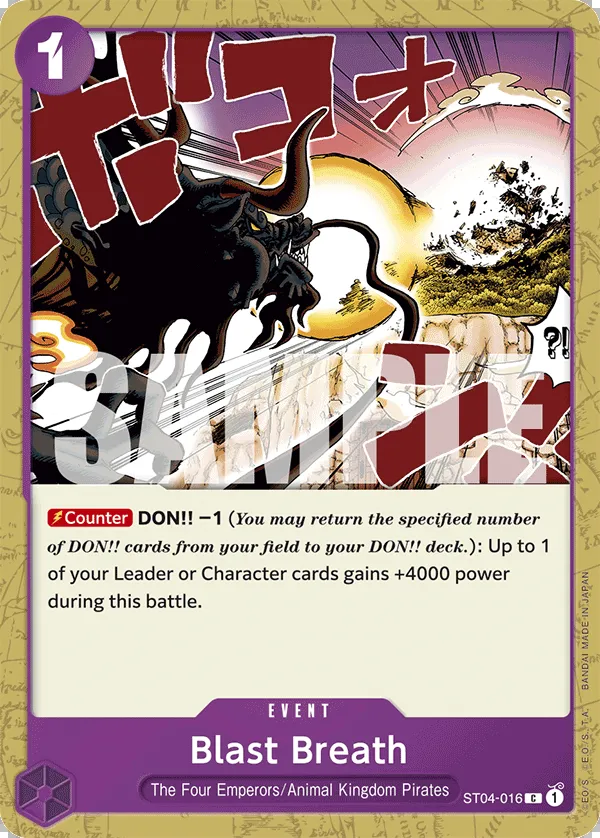 1
ボゴォ
SAMPLE
?!
⚡Counter DON!! −1 (You may return the specified number
of DON!! cards from your field to your DON!! deck.): Up to 1
of your Leader or Character cards gains +4000 power
during this battle.
EVENT
Blast Breath
The Four Emperors/Animal Kingdom Pirates
ST04-016 C 1
BANDAI MADE IN JAPAN